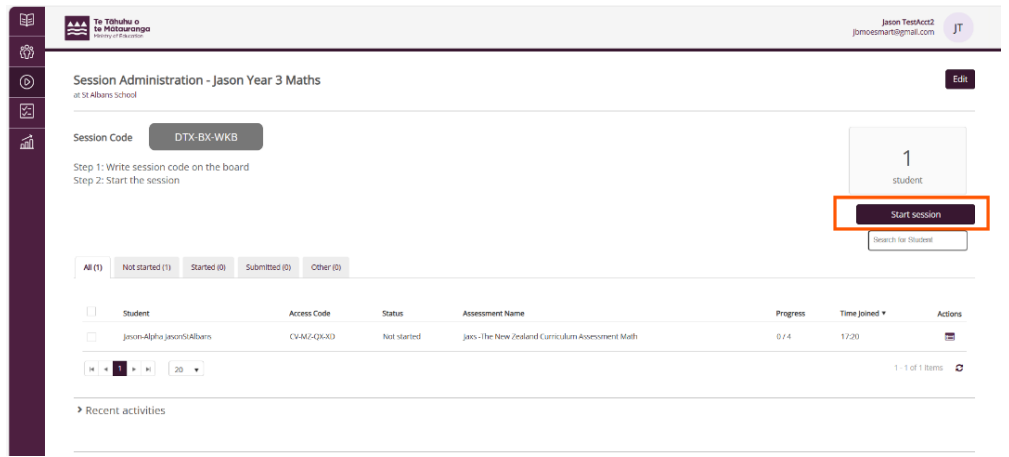 Te Tāhuhu o
te Mātauranga
Ministry of Education
Jason TestAcct2
jbmoesmart@gmail.com
JT
Session Administration - Jason Year 3 Maths
Edit
at St Albans School
Session Code
DTX-BX-WKB
Step 1: Write session code on the board
Step 2: Start the session
1
student
Start session
Search for Student
All (1) Not started (1) Started (0) Submitted (0) Other (0)
Student Access Code Status Assessment Name Progress Time Joined ▼ Actions
Jason-Alpha JasonStAlbans CV-MZ-QX-XD Not started Jaxs -The New Zealand Curriculum Assessment Math 0 / 4 17:20
1 20 1 - 1 of 1 items
Recent activities